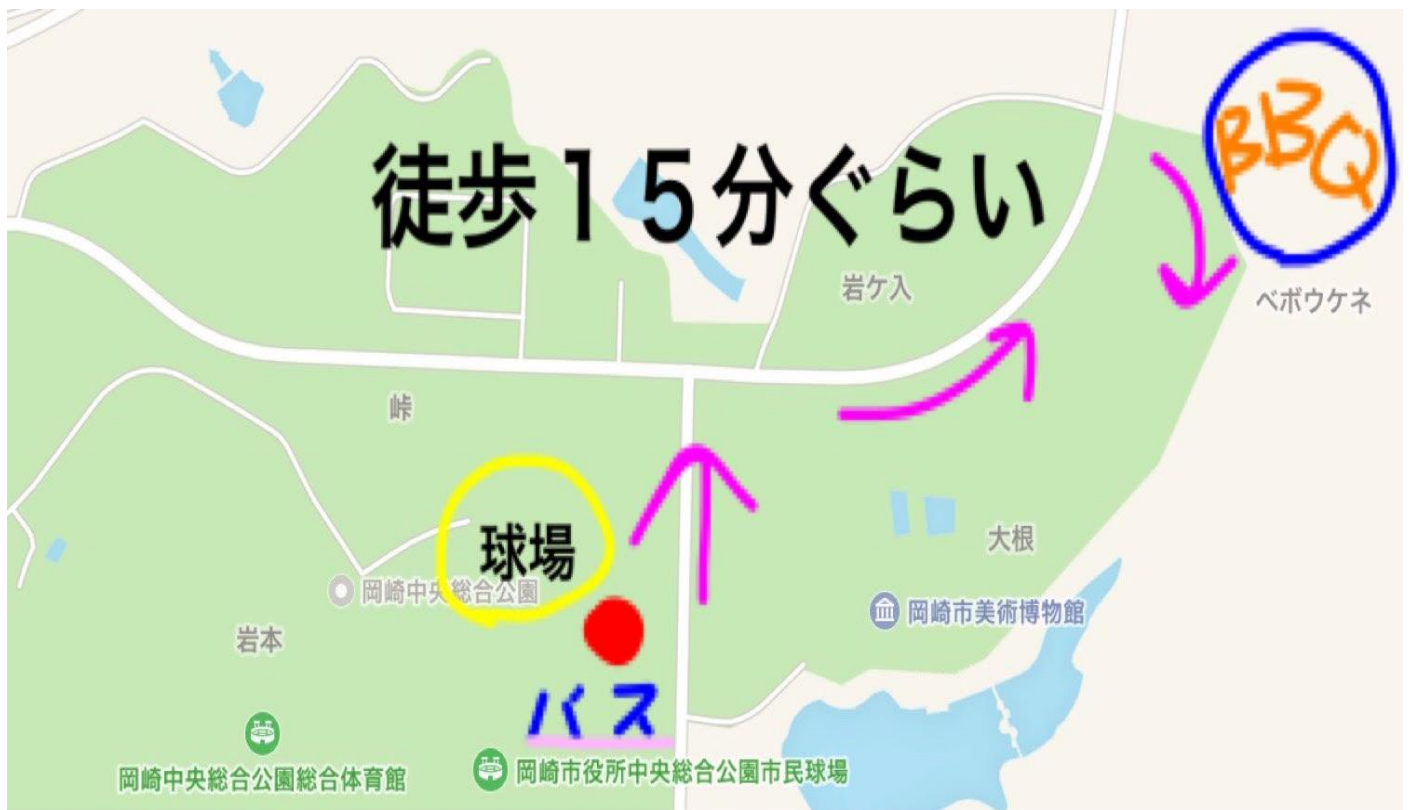 BBQ
徒歩15分ぐらい
岩ケ入
ベボウケネ
峠
球場
大根
岡崎中央総合公園
岡崎市美術博物館
岩本
バス
岡崎中央総合公園総合体育館
岡崎市役所中央総合公園市民球場